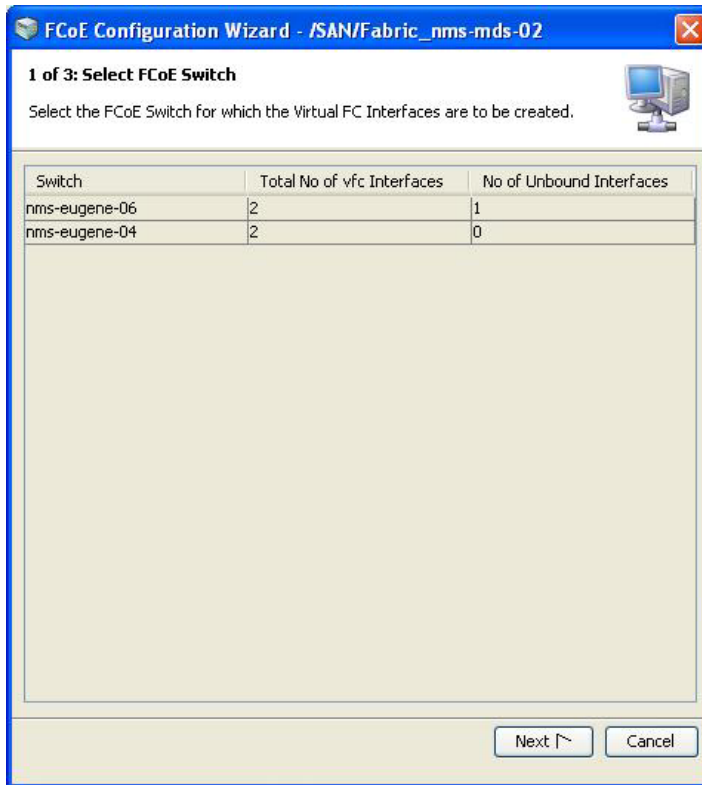 FCoE Configuration Wizard - /SAN/Fabric_nms-mds-02
1 of 3: Select FCoE Switch
Select the FCoE Switch for which the Virtual FC Interfaces are to be created.
Switch Total No of vfc Interfaces No of Unbound Interfaces
nms-eugene-06 2 1
nms-eugene-04 2 0
Next Cancel